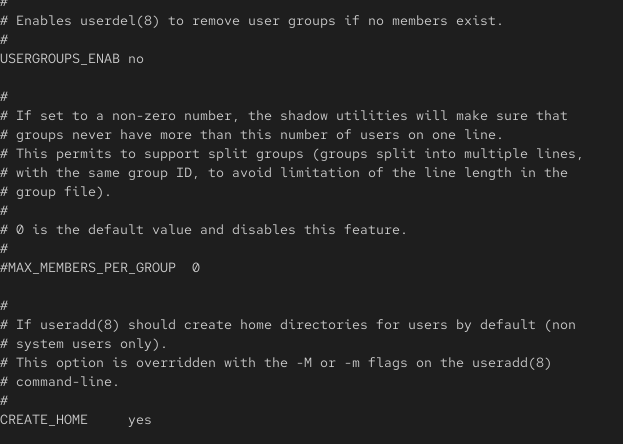 #
# Enables userdel(8) to remove user groups if no members exist.
#
USERGROUPS_ENAB no

#
# If set to a non-zero number, the shadow utilities will make sure that
# groups never have more than this number of users on one line.
# This permits to support split groups (groups split into multiple lines,
# with the same group ID, to avoid limitation of the line length in the
# group file).
#
# 0 is the default value and disables this feature.
#
#MAX_MEMBERS_PER_GROUP  0

#
# If useradd(8) should create home directories for users by default (non
# system users only).
# This option is overridden with the -M or -m flags on the useradd(8)
# command-line.
#
CREATE_HOME     yes